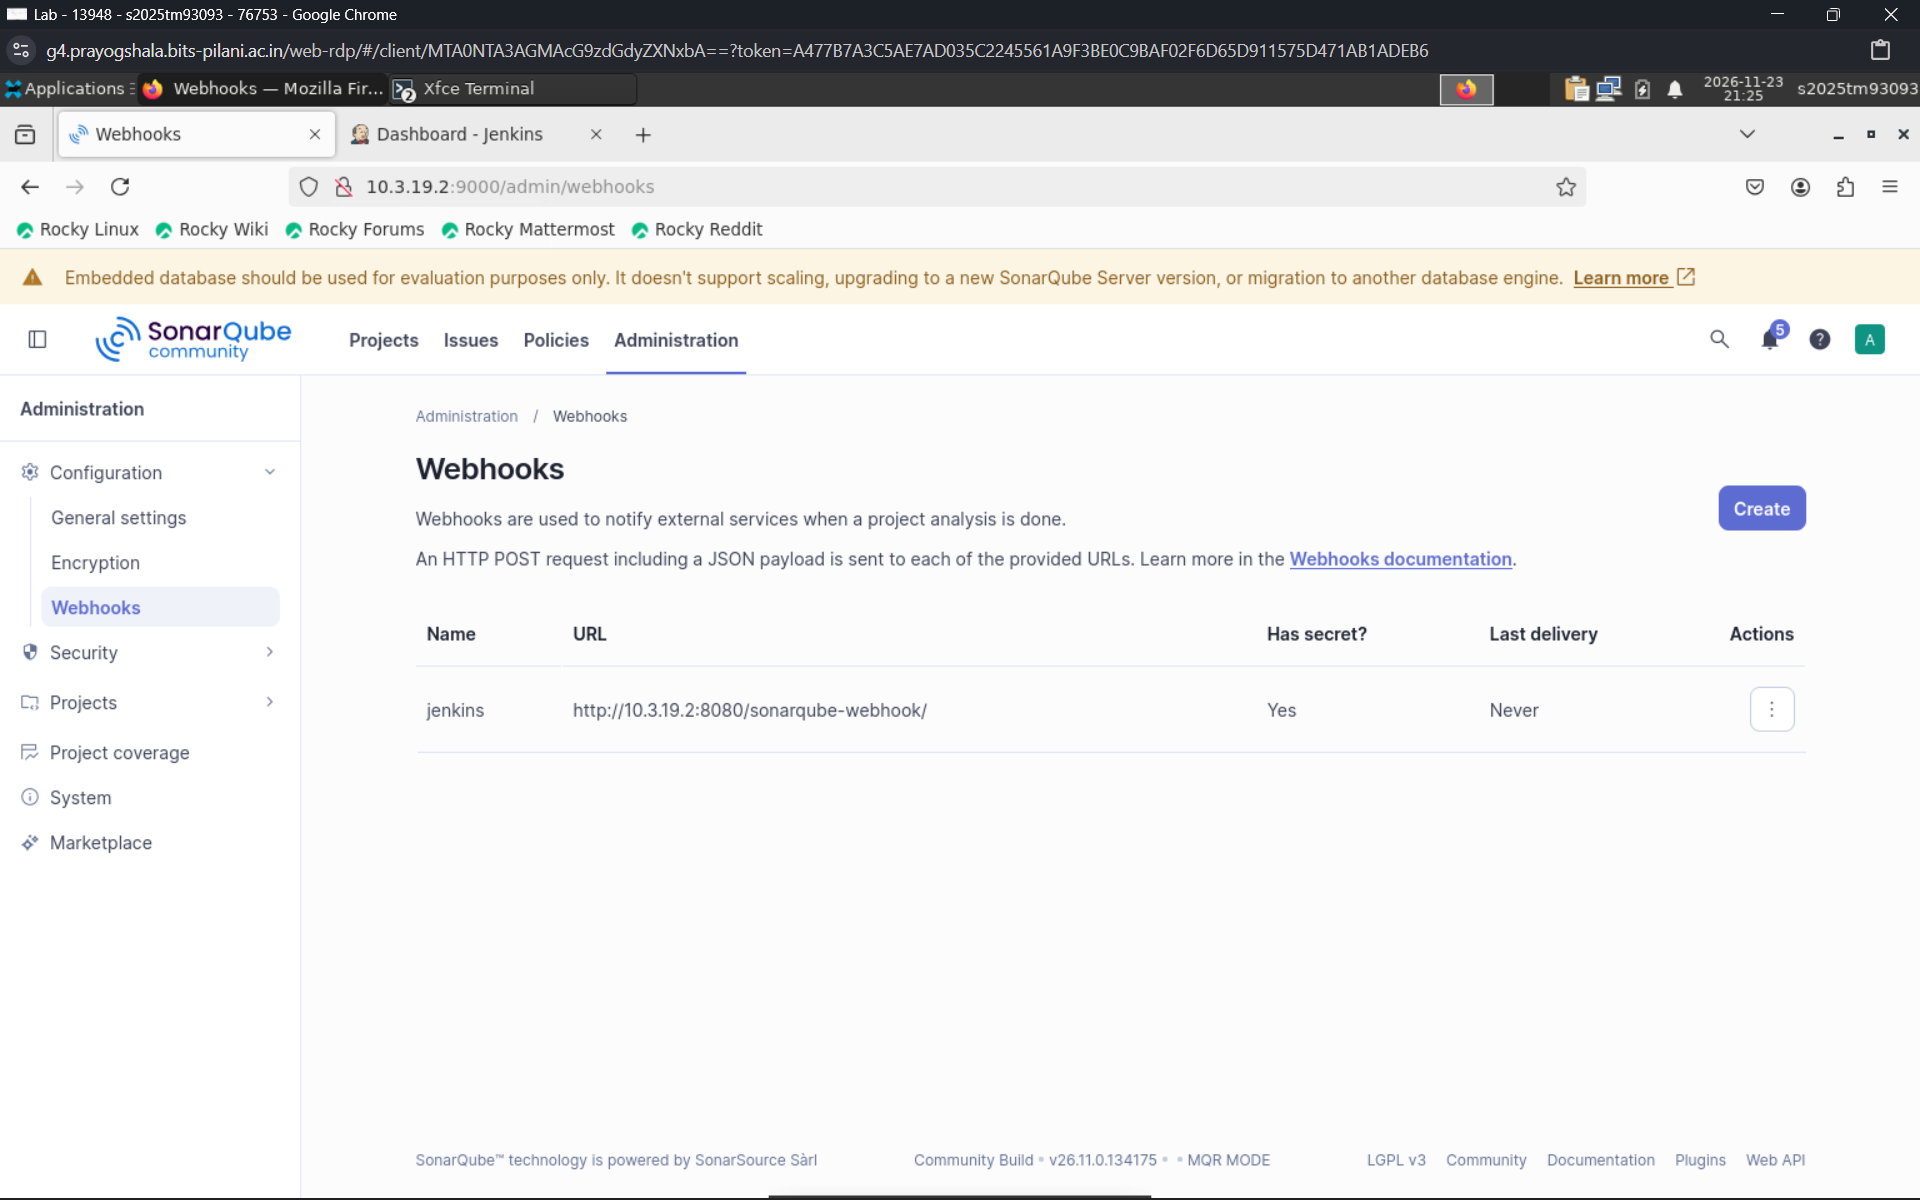 Lab - 13948 - s2025tm93093 - 76753 - Google Chrome
g4.prayogshala.bits-pilani.ac.in/web-rdp/#/client/MTA0NTA3AGMAcG9zdGdyZXNxbA==?token=A477B7A3C5AE7AD035C2245561A9F3BE0C9BAF02F6D65D911575D471AB1ADEB6
Applications
Webhooks — Mozilla Fir...
2
Xfce Terminal
2026-11-23
21:25
s2025tm93093
Webhooks
Dashboard - Jenkins
10.3.19.2:9000/admin/webhooks
Rocky Linux
Rocky Wiki
Rocky Forums
Rocky Mattermost
Rocky Reddit
Embedded database should be used for evaluation purposes only. It doesn't support scaling, upgrading to a new SonarQube Server version, or migration to another database engine. Learn more
SonarQube
community
Projects
Issues
Policies
Administration
5
?
A
Administration
Configuration
General settings
Encryption
Webhooks
Security
Projects
Project coverage
System
Marketplace
Administration / Webhooks
Webhooks
Webhooks are used to notify external services when a project analysis is done.
An HTTP POST request including a JSON payload is sent to each of the provided URLs. Learn more in the Webhooks documentation.
Create
Name URL Has secret? Last delivery Actions
jenkins http://10.3.19.2:8080/sonarqube-webhook/ Yes Never
SonarQube™ technology is powered by SonarSource Sàrl
Community Build • v26.11.0.134175 • • MQR MODE
LGPL v3 Community Documentation Plugins Web API